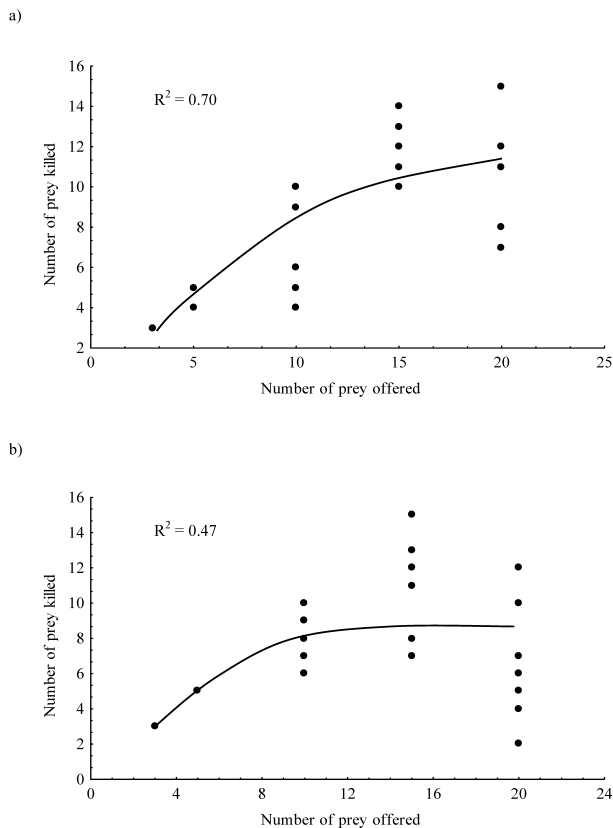 a)
16
14
12
10
8
6
4
2
R² = 0.70
Number of prey killed
0 5 10 15 20 25
Number of prey offered
b)
16
14
12
10
8
6
4
2
0
R² = 0.47
Number of prey killed
0 4 8 12 16 20 24
Number of prey offered